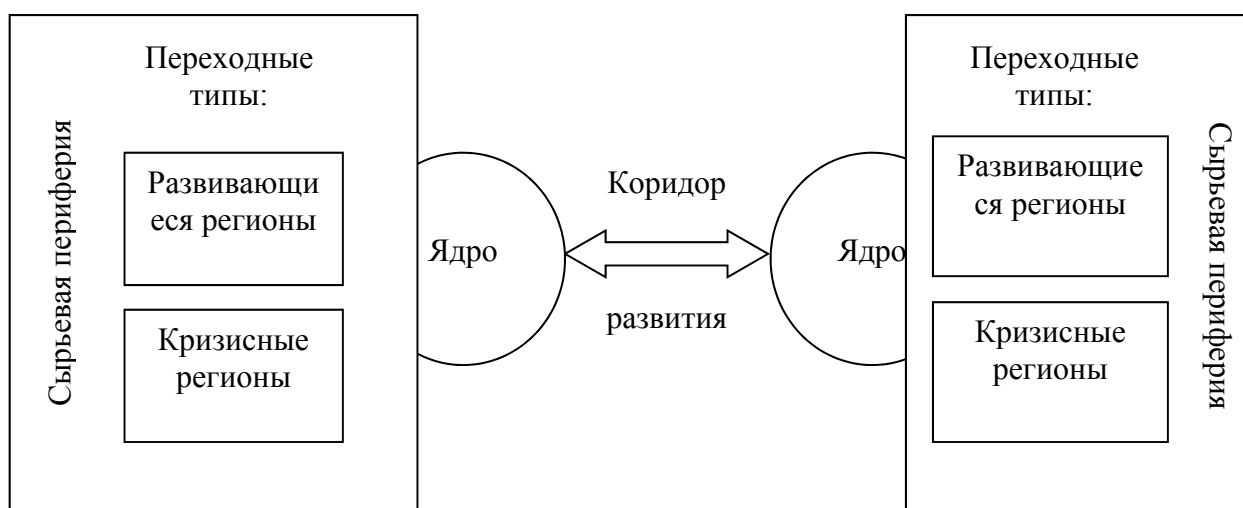 Сырьевая периферия
Переходные
типы:
Развивающи
еся регионы
Кризисные
регионы
Ядро
Коридор
развития
Ядро
Переходные
типы:
Развивающие
ся регионы
Кризисные
регионы
Сырьевая периферия